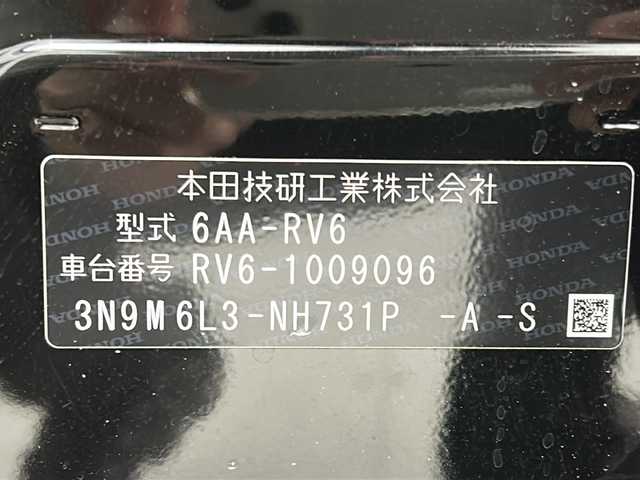 本田技研工業株式会社
型式 6AA-RV6
車台番号 RV6-1009096
3N9M6L3-NH731P -A-S